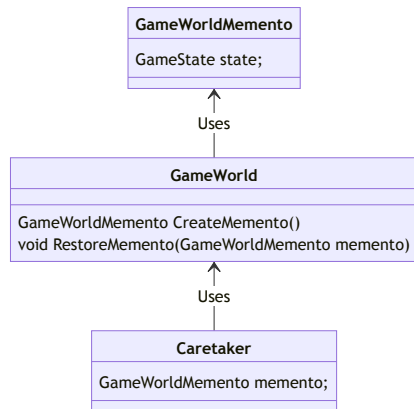 GameWorldMemento
GameState state;
Uses
GameWorld
GameWorldMemento CreateMemento()
void RestoreMemento(GameWorldMemento memento)
Uses
Caretaker
GameWorldMemento memento;